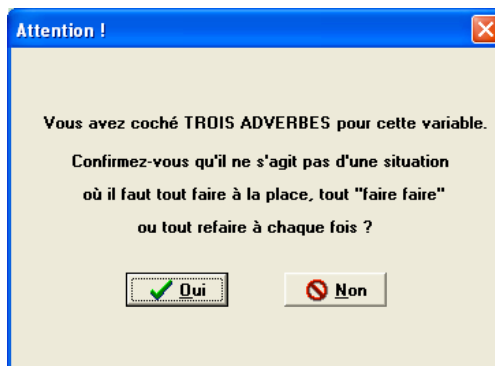 Attention !
Vous avez coché TROIS ADVERBES pour cette variable.
Confirmez-vous qu'il ne s'agit pas d'une situation
où il faut tout faire à la place, tout "faire faire"
ou tout refaire à chaque fois ?
Oui
Non